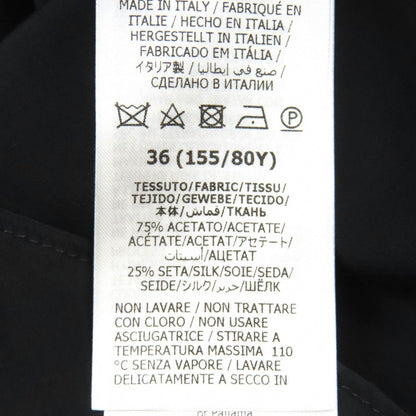 MADE IN ITALY / FABRIQUÉ EN
ITALIE / HECHO EN ITALIA /
HERGESTELLT IN ITALIEN /
FABRICADO EM ITÁLIA /
イタリア製 / صنع في إيطاليا /
СДЕЛАНО В ИТАЛИИ
36 (155/80Y)
TESSUTO/FABRIC/TISSU/
TEJIDO/GEWEBE/TECIDO/
本体/قماش/ТКАНЬ
75% ACETATO/ACETATE/
ACÉTATE/ACETAT/アセテート/
أسيتات/АЦЕТАТ
25% SETA/SILK/SOIE/SEDA/
SEIDE/シルク/حرير/ШЁЛК
NON LAVARE / NON TRATTARE
CON CLORO / NON USARE
ASCIUGATRICE / STIRARE A
TEMPERATURA MASSIMA 110
°C SENZA VAPORE / LAVARE
DELICATAMENTE A SECCO IN
or Panama